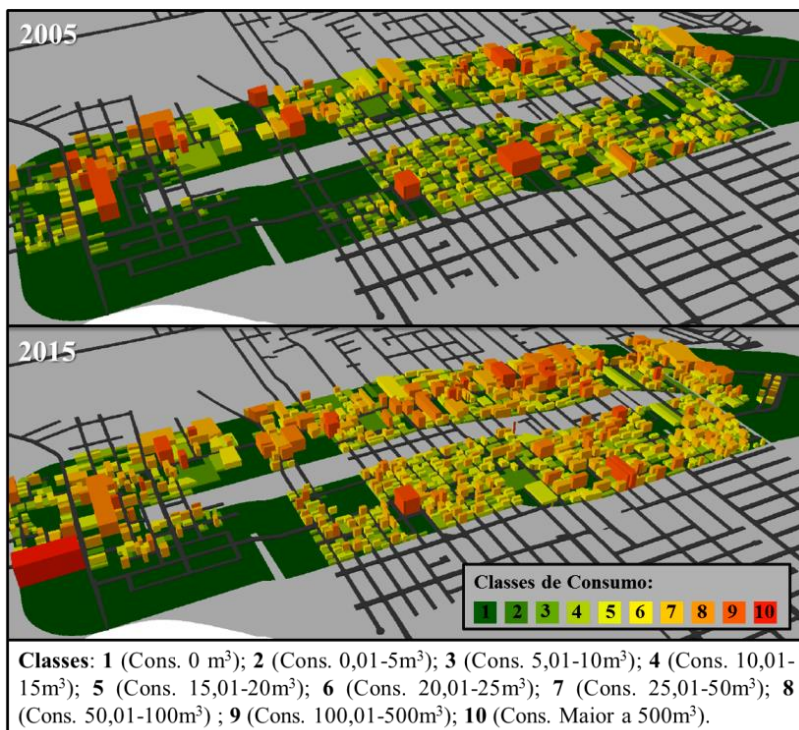 2005
2015
Classes de Consumo:
1 2 3 4 5 6 7 8 9 10
Classes: 1 (Cons. 0 m³); 2 (Cons. 0,01-5m³); 3 (Cons. 5,01-10m³); 4 (Cons. 10,01-
15m³); 5 (Cons. 15,01-20m³); 6 (Cons. 20,01-25m³); 7 (Cons. 25,01-50m³); 8
(Cons. 50,01-100m³) ; 9 (Cons. 100,01-500m³); 10 (Cons. Maior a 500m³).